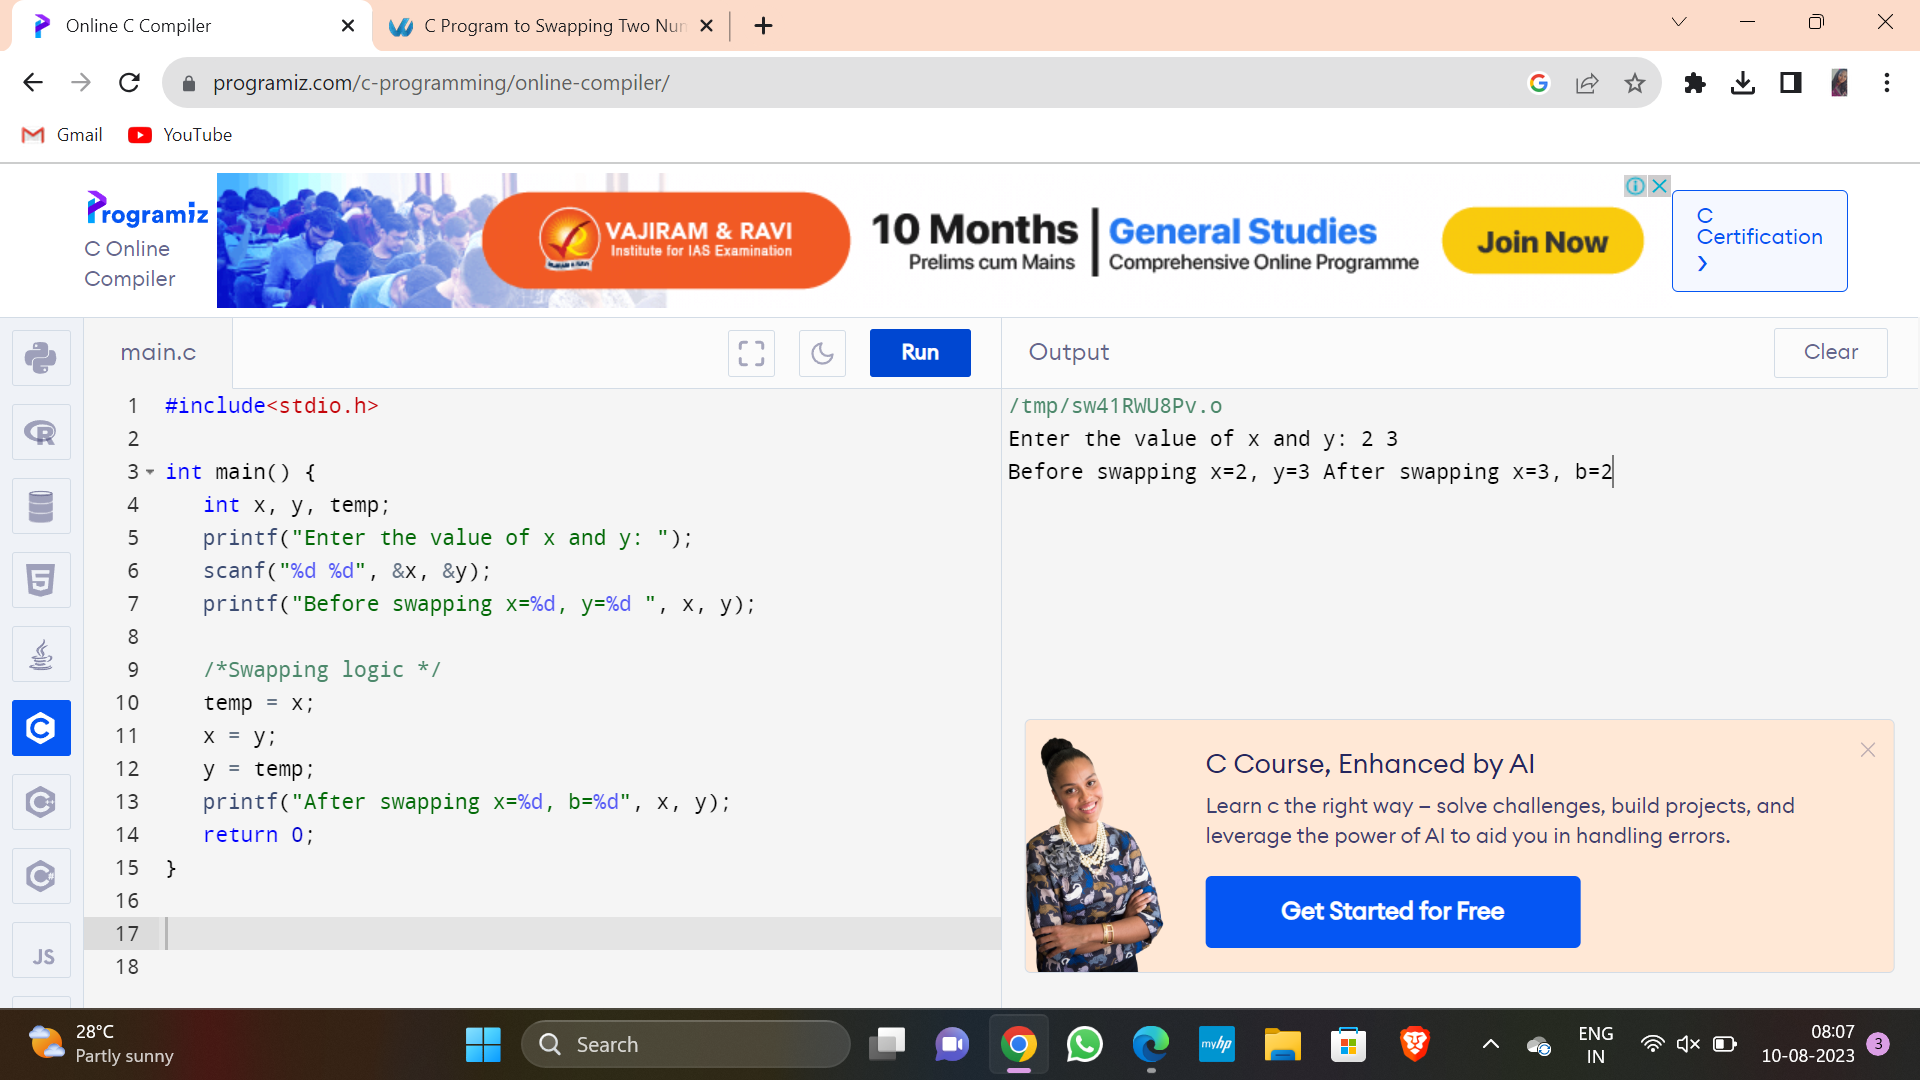 Online C Compiler
C Program to Swapping Two Nun
programiz.com/c-programming/online-compiler/
Gmail
YouTube
Programiz
C Online
Compiler
VAJIRAM & RAVI
Institute for IAS Examination
10 Months
Prelims cum Mains
General Studies
Comprehensive Online Programme
Join Now
C
Certification
main.c
Run
Output
Clear
1 #include<stdio.h>
2
3 int main() {
4 int x, y, temp;
5 printf("Enter the value of x and y: ");
6 scanf("%d %d", &x, &y);
7 printf("Before swapping x=%d, y=%d ", x, y);
8
9 /*Swapping logic */
10 temp = x;
11 x = y;
12 y = temp;
13 printf("After swapping x=%d, b=%d", x, y);
14 return 0;
15 }
16
17
18
/tmp/sw41RWU8Pv.o
Enter the value of x and y: 2 3
Before swapping x=2, y=3 After swapping x=3, b=2
R
5
C
C
C
JS
C Course, Enhanced by AI
Learn c the right way – solve challenges, build projects, and
leverage the power of AI to aid you in handling errors.
Get Started for Free
28°C
Partly sunny
Search
myhp
ENG
IN
08:07
10-08-2023
3